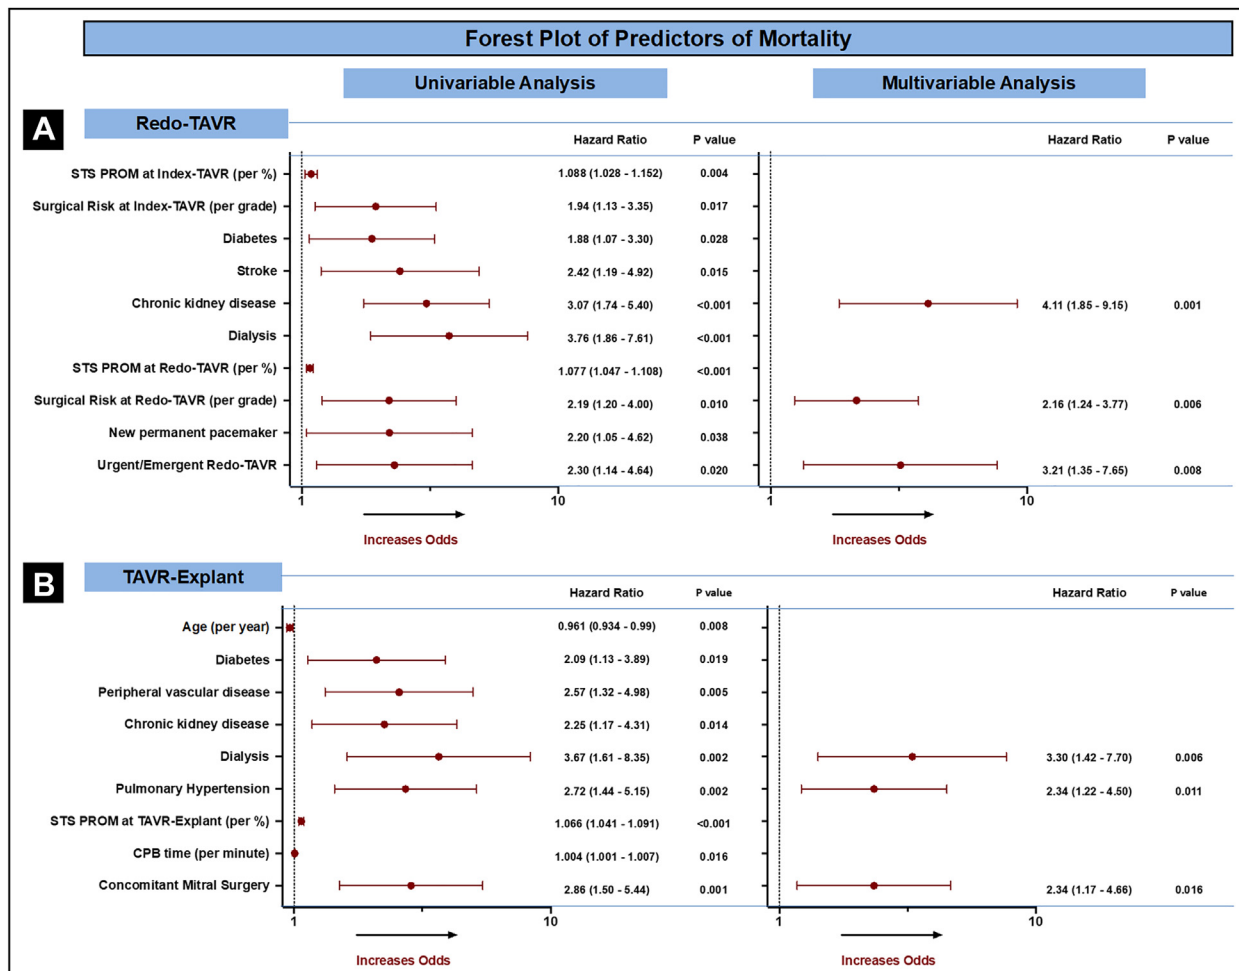 Forest Plot of Predictors of Mortality
Univariable Analysis Multivariable Analysis
A Redo-TAVR
Hazard Ratio P value Hazard Ratio P value
STS PROM at Index-TAVR (per %) 1.088 (1.028 - 1.152) 0.004
Surgical Risk at Index-TAVR (per grade) 1.94 (1.13 - 3.35) 0.017
Diabetes 1.88 (1.07 - 3.30) 0.028
Stroke 2.42 (1.19 - 4.92) 0.015
Chronic kidney disease 3.07 (1.74 - 5.40) <0.001 4.11 (1.85 - 9.15) 0.001
Dialysis 3.76 (1.86 - 7.61) <0.001
STS PROM at Redo-TAVR (per %) 1.077 (1.047 - 1.108) <0.001
Surgical Risk at Redo-TAVR (per grade) 2.19 (1.20 - 4.00) 0.010 2.16 (1.24 - 3.77) 0.006
New permanent pacemaker 2.20 (1.05 - 4.62) 0.038
Urgent/Emergent Redo-TAVR 2.30 (1.14 - 4.64) 0.020 3.21 (1.35 - 7.65) 0.008
1 10 1 10
Increases Odds Increases Odds
B TAVR-Explant
Hazard Ratio P value Hazard Ratio P value
Age (per year) 0.961 (0.934 - 0.99) 0.008
Diabetes 2.09 (1.13 - 3.89) 0.019
Peripheral vascular disease 2.57 (1.32 - 4.98) 0.005
Chronic kidney disease 2.25 (1.17 - 4.31) 0.014
Dialysis 3.67 (1.61 - 8.35) 0.002 3.30 (1.42 - 7.70) 0.006
Pulmonary Hypertension 2.72 (1.44 - 5.15) 0.002 2.34 (1.22 - 4.50) 0.011
STS PROM at TAVR-Explant (per %) 1.066 (1.041 - 1.091) <0.001
CPB time (per minute) 1.004 (1.001 - 1.007) 0.016
Concomitant Mitral Surgery 2.86 (1.50 - 5.44) 0.001 2.34 (1.17 - 4.66) 0.016
1 10 1 10
Increases Odds Increases Odds